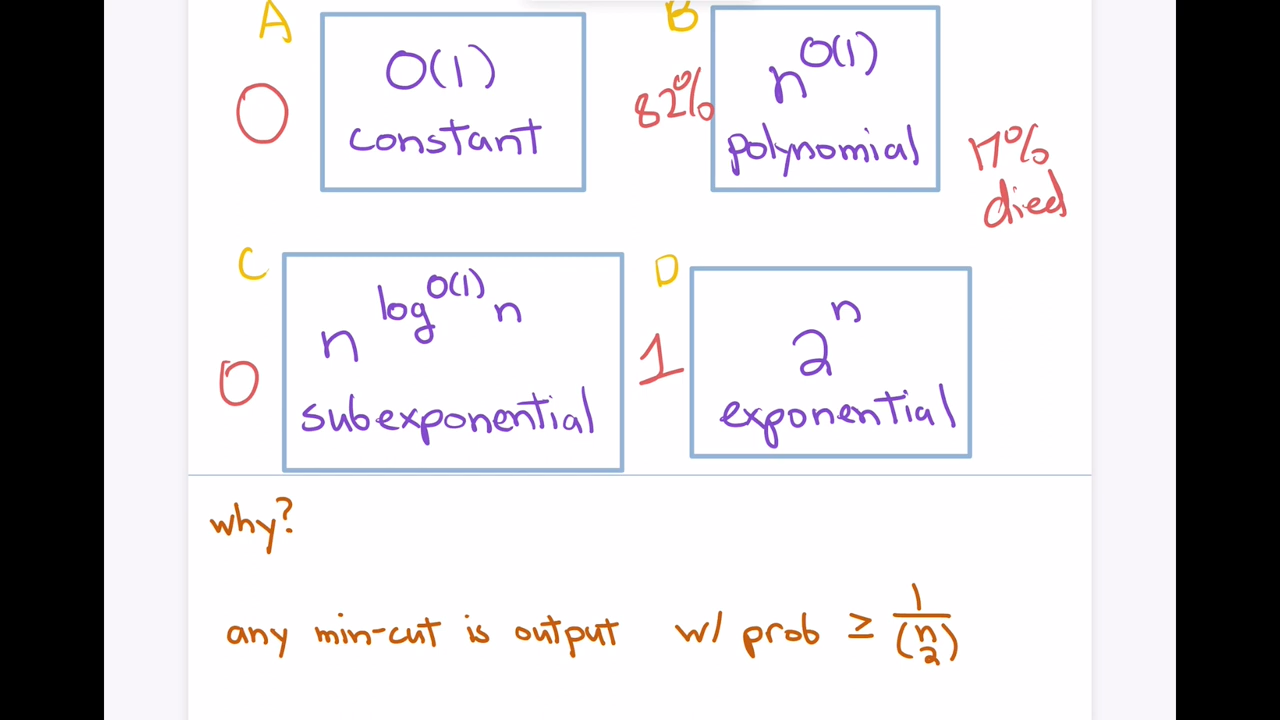 A
O(1)
constant
0
B
n^O(1)
polynomial
82%
17%
died
C
n^log^O(1) n
subexponential
0
D
2^n
exponential
1
why?
any min-cut is output w/ prob ≥ 1/(n 2)